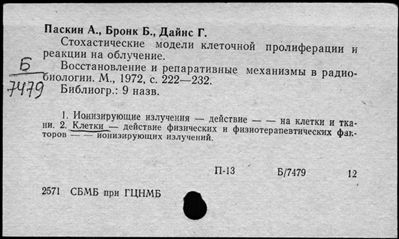 Паскин А., Бронк Б., Дайнс Г.
Стохастические модели клеточной пролиферации и
реакции на облучение.
Б
7479
Восстановление и репаративные механизмы в радио-
биологии. М., 1972, с. 222—232.
Библиогр.: 9 назв.
1. Ионизирующие излучения — действие — — на клетки и тка-
ни. 2. Клетки — действие физических и физиотерапевтических фак-
торов — — ионизирующих излучений.
П-13 Б/7479 12
2571 СБМБ при ГЦНМБ